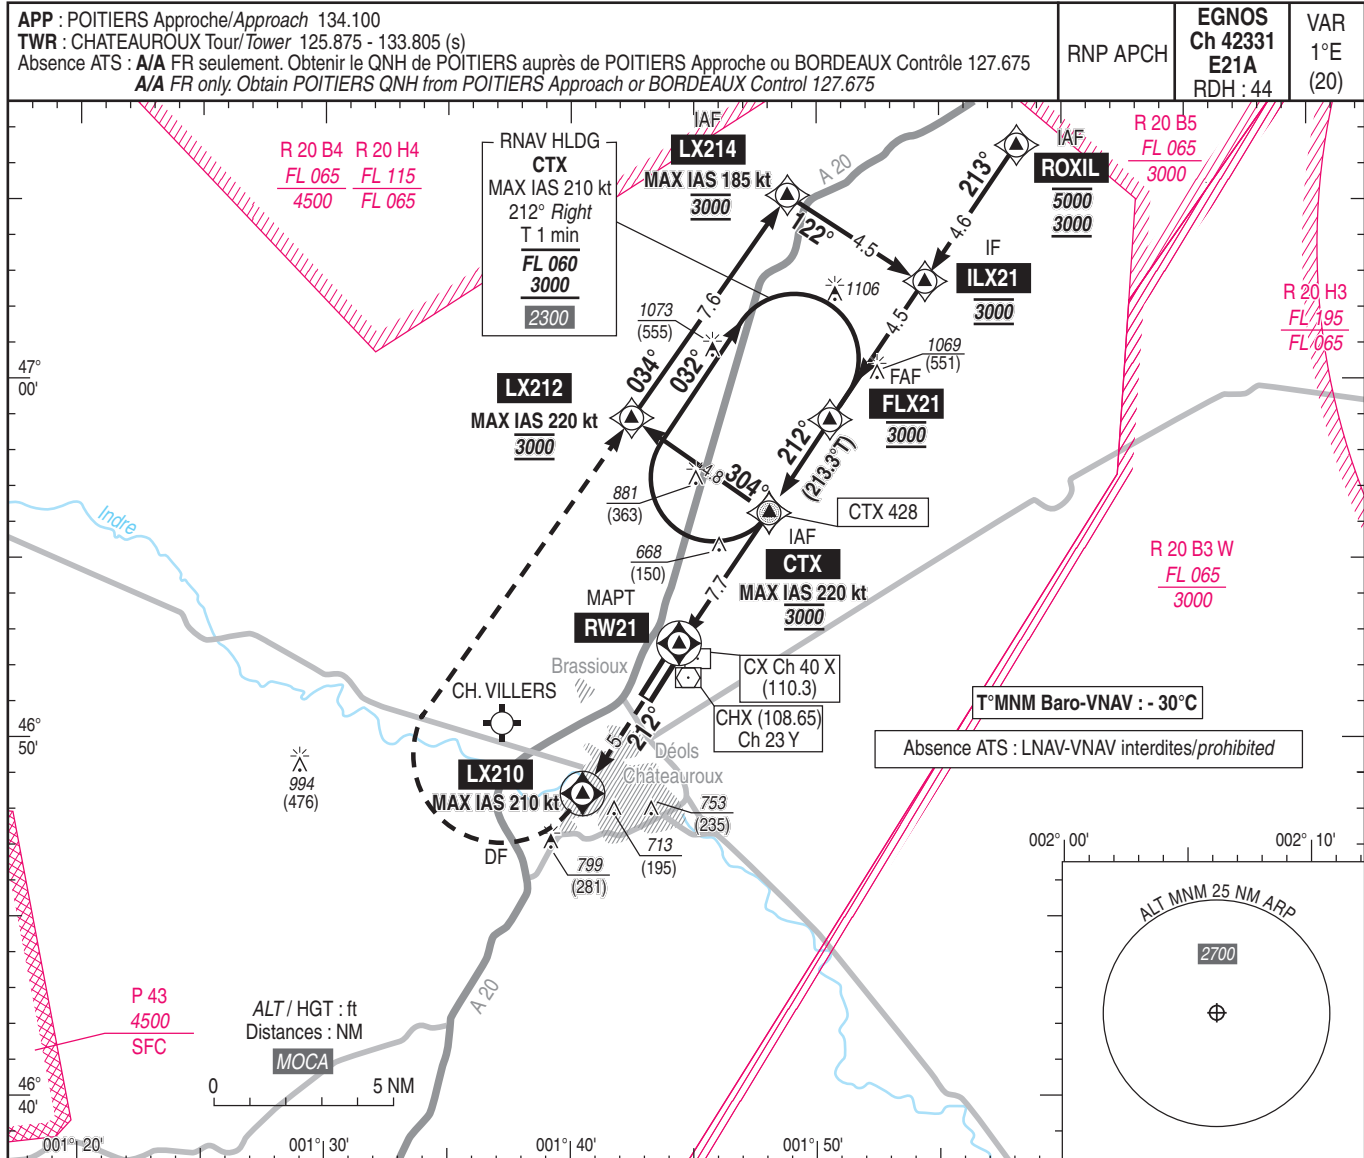 APP : POITIERS Approche/Approach 134.100
TWR : CHATEAUROUX Tour/Tower 125.875 - 133.805 (s)
Absence ATS : A/A FR seulement. Obtenir le QNH de POITIERS auprès de POITIERS Approche ou BORDEAUX Contrôle 127.675
A/A FR only. Obtain POITIERS QNH from POITIERS Approach or BORDEAUX Control 127.675
RNP APCH
EGNOS
Ch 42331
E21A
RDH : 44
VAR
1°E
(20)
R 20 B4
FL 065
4500
R 20 H4
FL 115
FL 065
RNAV HLDG
CTX
MAX IAS 210 kt
212° Right
T 1 min
FL 060
3000
2300
IAF
LX214
MAX IAS 185 kt
3000
A 20
122°
4.5
213°
4.6
IAF
ROXIL
5000
3000
R 20 B5
FL 065
3000
IF
ILX21
3000
R 20 H3
FL 195
FL 065
1106
4.5
1073
(555)
7.6
034°
032°
1069
(551)
FAF
FLX21
3000
47°
00'
LX212
MAX IAS 220 kt
3000
212°
(213.3°T)
304°
4.8
881
(363)
CTX 428
668
(150)
IAF
CTX
MAX IAS 220 kt
3000
7.7
R 20 B3 W
FL 065
3000
Indre
MAPT
RW21
Brassioux
CX Ch 40 X
(110.3)
CHX (108.65)
Ch 23 Y
CH. VILLERS
212°
5
T°MNM Baro-VNAV : - 30°C
Absence ATS : LNAV-VNAV interdites/prohibited
46°
50'
Déols
Châteauroux
LX210
MAX IAS 210 kt
994
(476)
753
(235)
713
(195)
799
(281)
DF
002° 00'
002° 10'
ALT MNM 25 NM ARP
2700
P 43
4500
SFC
A 20
ALT / HGT : ft
Distances : NM
MOCA
0
5 NM
46°
40'
001° 20'
001° 30'
001° 40'
001° 50'